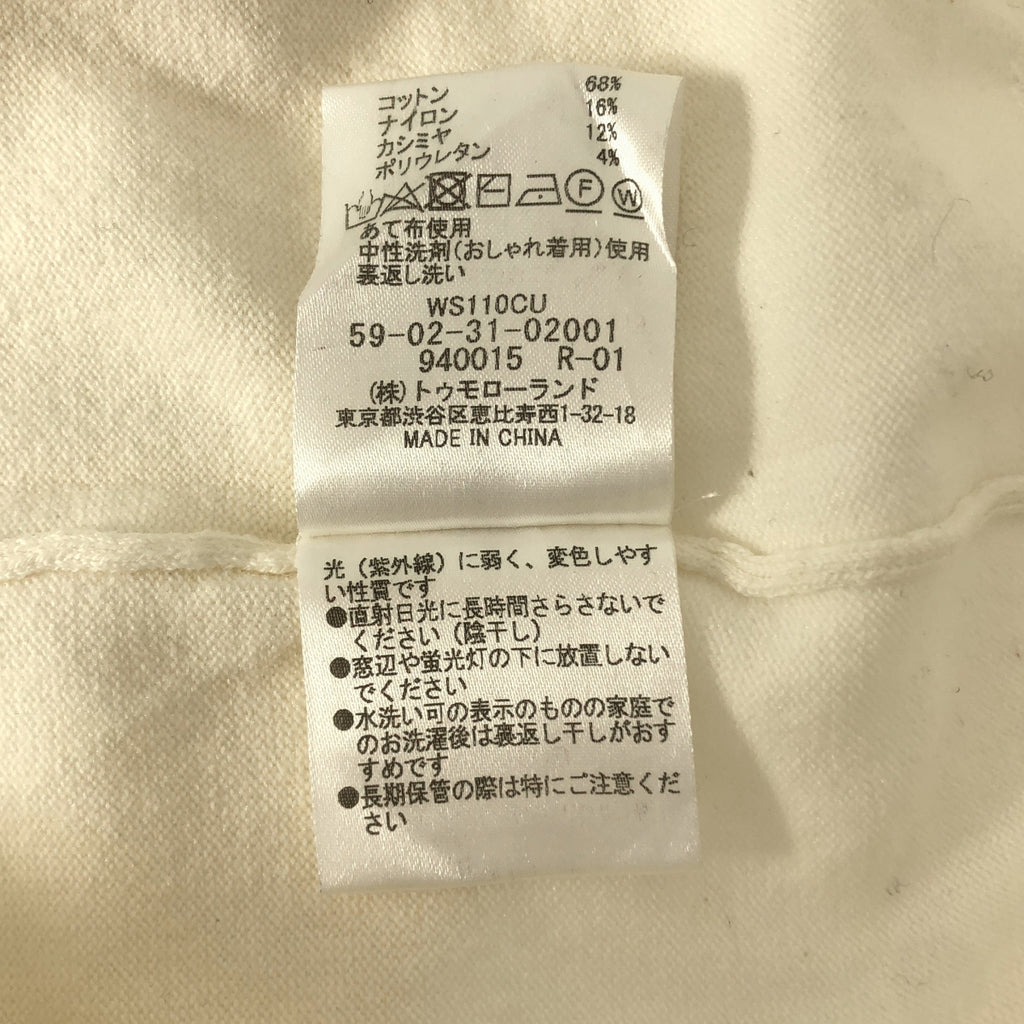 コットン 68%
ナイロン 16%
カシミヤ 12%
ポリウレタン 4%
F W
あて布使用
中性洗剤(おしゃれ着用)使用
裏返し洗い
WS110CU
59-02-31-02001
940015 R-01
(株)トゥモローランド
東京都渋谷区恵比寿西1-32-18
MADE IN CHINA
光(紫外線)に弱く、変色しやす
い性質です
●直射日光に長時間さらさないで
ください(陰干し)
●窓辺や蛍光灯の下に放置しない
でください
●水洗い可の表示のものの家庭で
のお洗濯後は裏返し干しがおす
すめです
●長期保管の際は特にご注意くだ
さい